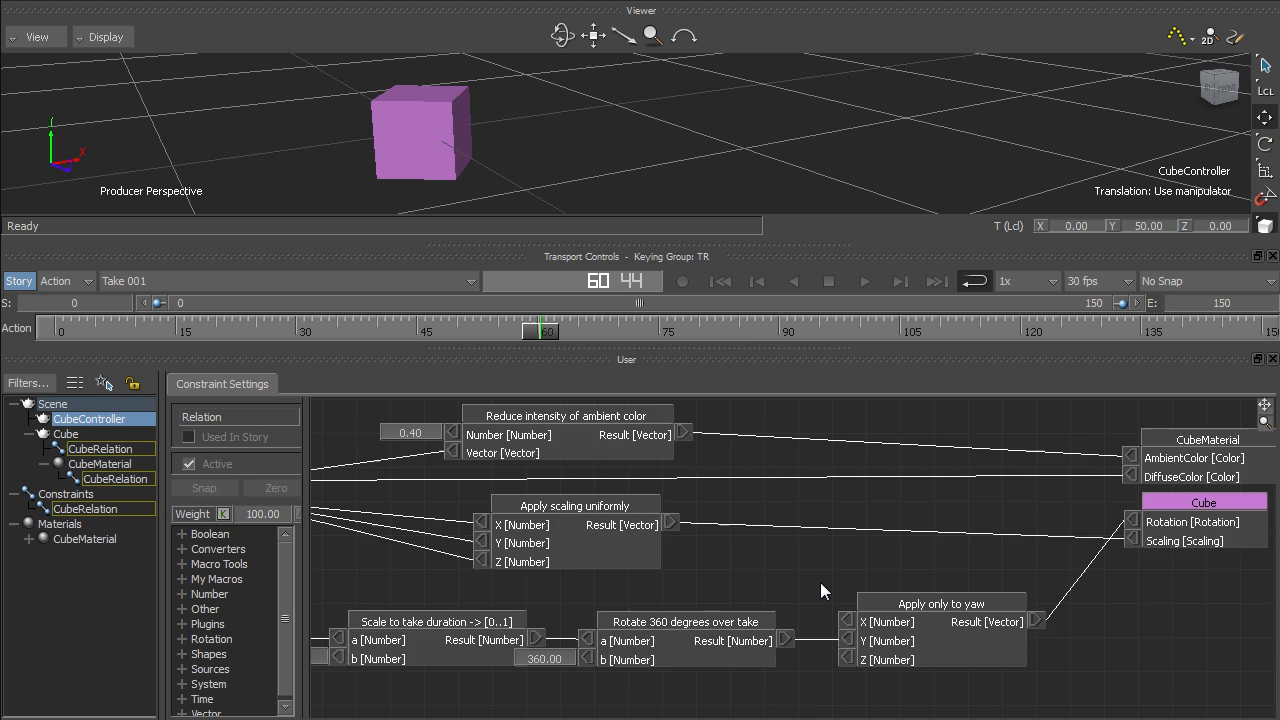 Viewer
View
Display
2D
LCL
X
Producer Perspective
CubeController
Translation: Use manipulator
Ready
T (Lcl) X 0.00 Y 50.00 Z 0.00
Transport Controls - Keying Group: TR
Story Action Take 001 60 44 1x 30 fps No Snap
S: 0 0 150 E: 150
Action 0 15 30 45 60 75 90 105 120 135 150
User
Filters...
Constraint Settings
Scene
CubeController
Cube
CubeRelation
CubeMaterial
CubeRelation
Constraints
CubeRelation
Materials
CubeMaterial
Relation
Used In Story
Active
Snap Zero
Weight K 100.00
Boolean
Converters
Macro Tools
My Macros
Number
Other
Plugins
Rotation
Shapes
Sources
System
Time
Vector
Reduce intensity of ambient color
0.40 Number [Number] Result [Vector]
Vector [Vector]
CubeMaterial
AmbientColor [Color]
DiffuseColor [Color]
Apply scaling uniformly
X [Number] Result [Vector]
Y [Number]
Z [Number]
Cube
Rotation [Rotation]
Scaling [Scaling]
Scale to take duration -> [0..1]
a [Number] Result [Number]
b [Number]
Rotate 360 degrees over take
a [Number] Result [Number]
360.00 b [Number]
Apply only to yaw
X [Number] Result [Vector]
Y [Number]
Z [Number]